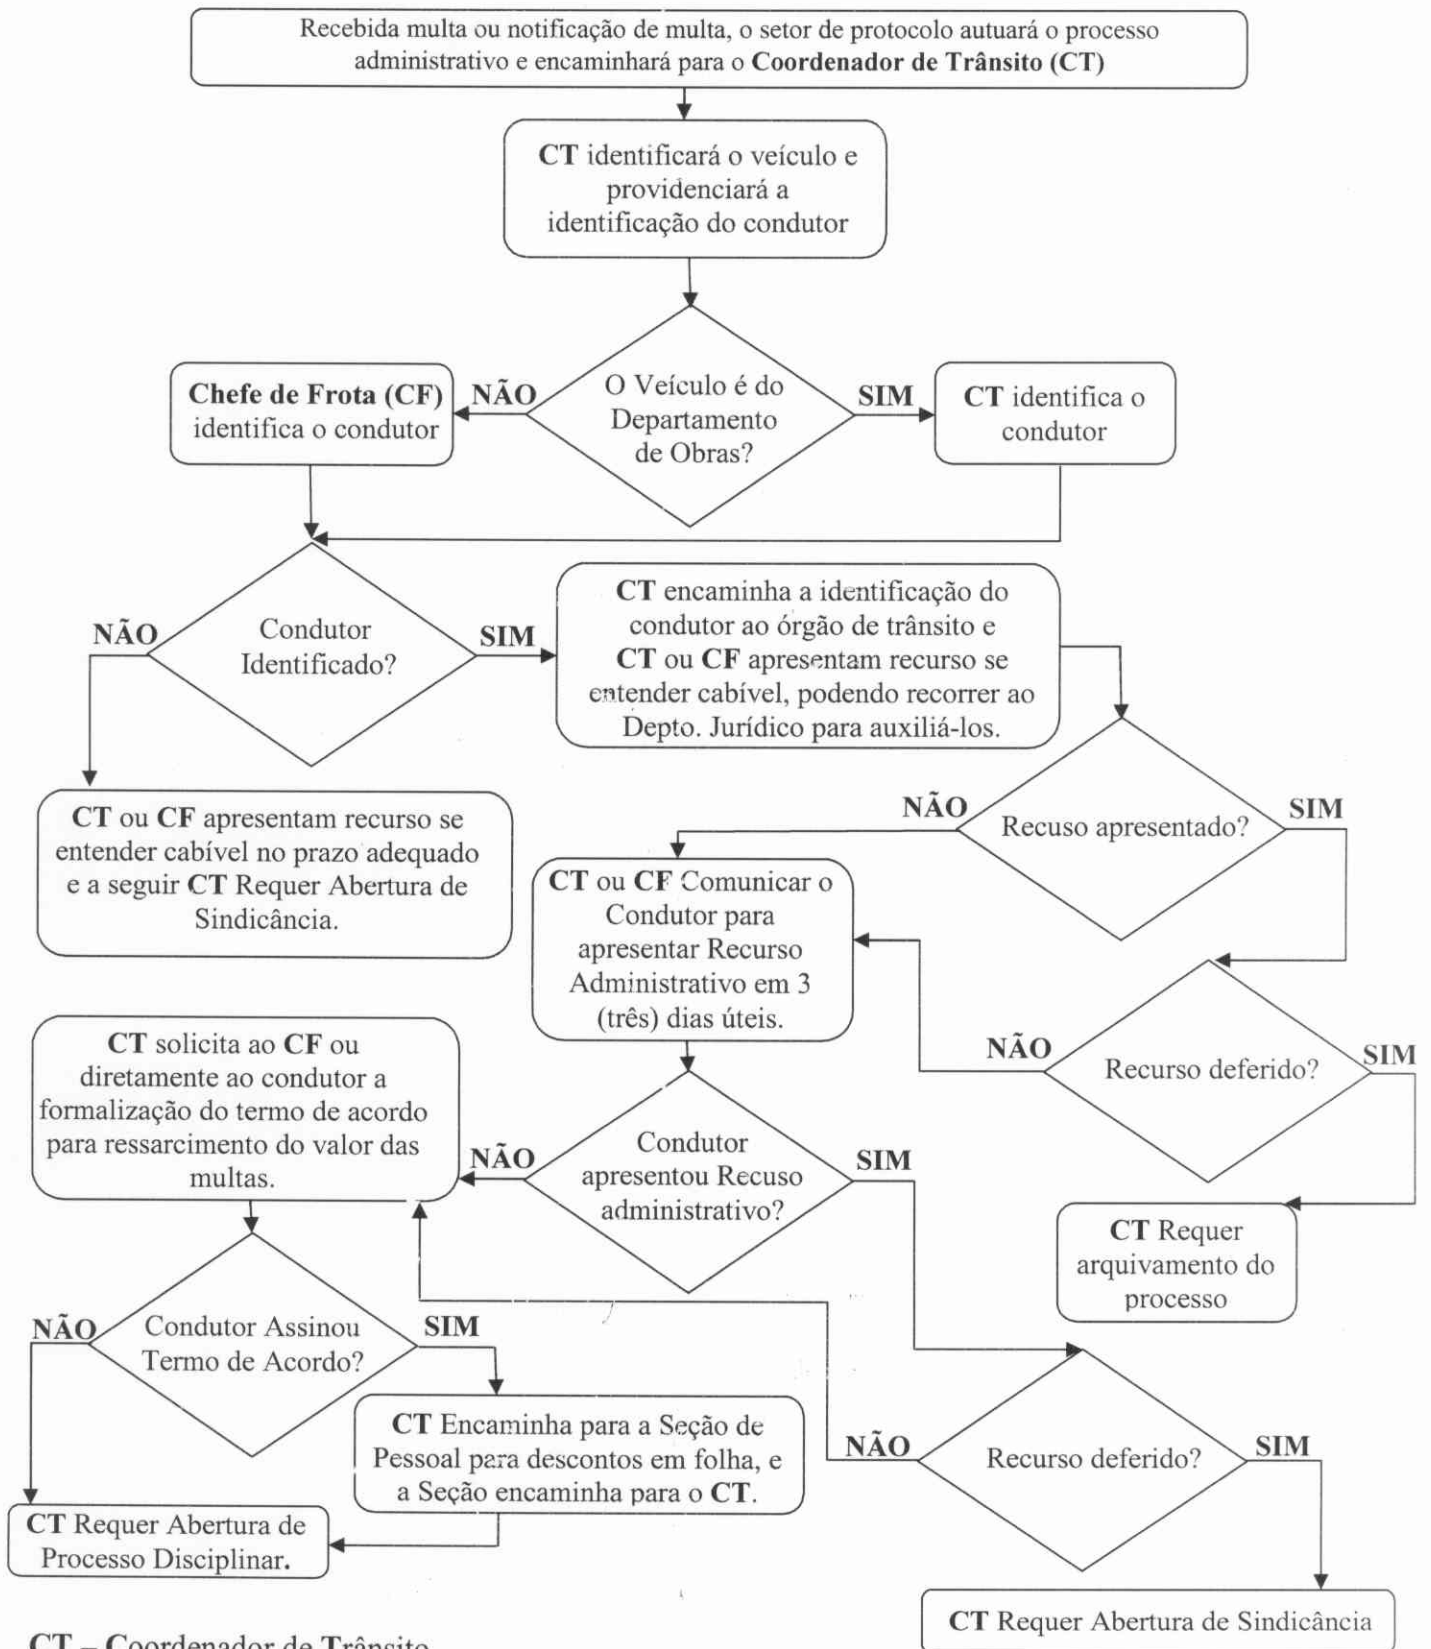 Recebida multa ou notificação de multa, o setor de protocolo autuará o processo
administrativo e encaminhará para o Coordenador de Trânsito (CT)
CT identificará o veículo e
providenciará a
identificação do condutor
Chefe de Frota (CF)
identifica o condutor
NÃO
O Veículo é do
Departamento
de Obras?
SIM
CT identifica o
condutor
NÃO
Condutor
Identificado?
SIM
CT encaminha a identificação do
condutor ao órgão de trânsito e
CT ou CF apresentam recurso se
entender cabível, podendo recorrer ao
Depto. Jurídico para auxiliá-los.
CT ou CF apresentam recurso se
entender cabível no prazo adequado
e a seguir CT Requer Abertura de
Sindicância.
NÃO
Recuso apresentado?
SIM
CT ou CF Comunicar o
Condutor para
apresentar Recurso
Administrativo em 3
(três) dias úteis.
NÃO
Recurso deferido?
SIM
CT solicita ao CF ou
diretamente ao condutor a
formalização do termo de acordo
para ressarcimento do valor das
multas.
NÃO
Condutor
apresentou Recuso
administrativo?
SIM
CT Requer
arquivamento do
processo
NÃO
Condutor Assinou
Termo de Acordo?
SIM
CT Encaminha para a Seção de
Pessoal para descontos em folha, e
a Seção encaminha para o CT.
NÃO
Recurso deferido?
SIM
CT Requer Abertura de
Processo Disciplinar.
CT Requer Abertura de Sindicância
CT – Coordenador de Trânsito